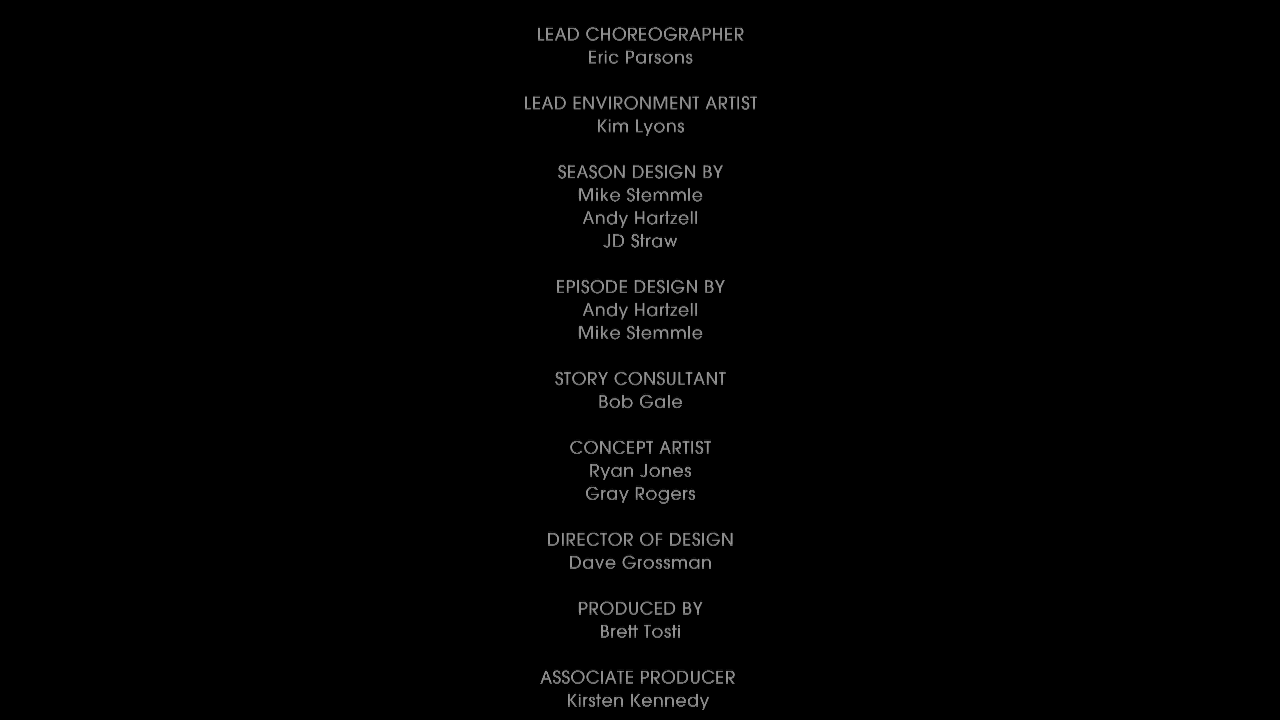 LEAD CHOREOGRAPHER
Eric Parsons
LEAD ENVIRONMENT ARTIST
Kim Lyons
SEASON DESIGN BY
Mike Stemmle
Andy Hartzell
JD Straw
EPISODE DESIGN BY
Andy Hartzell
Mike Stemmle
STORY CONSULTANT
Bob Gale
CONCEPT ARTIST
Ryan Jones
Gray Rogers
DIRECTOR OF DESIGN
Dave Grossman
PRODUCED BY
Brett Tosti
ASSOCIATE PRODUCER
Kirsten Kennedy